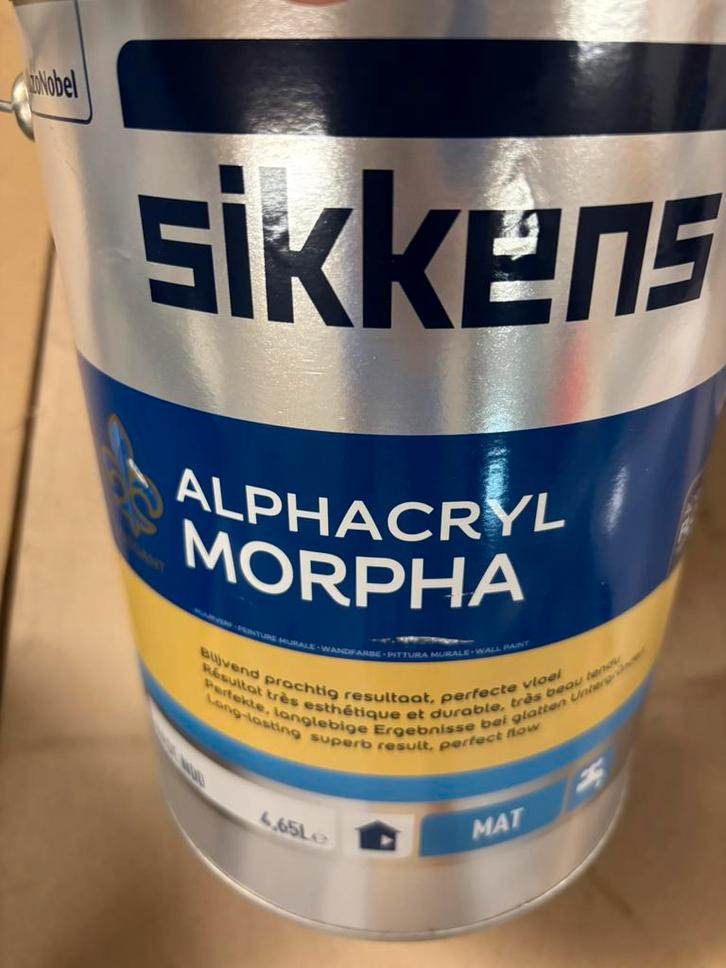 sikkens
ALPHACRYL
MORPHA
MUURVERF • PEINTURE MURALE • WANDFARBE • PITTURA MURALE • WALL PAINT
Blijvend prachtig resultaat, perfecte vloei
Résultat très esthétique et durable, très beau tendu
Perfekte, langlebige Ergebnisse bei glatten Untergründen
Long-lasting superb result, perfect flow
4,65L e
MAT